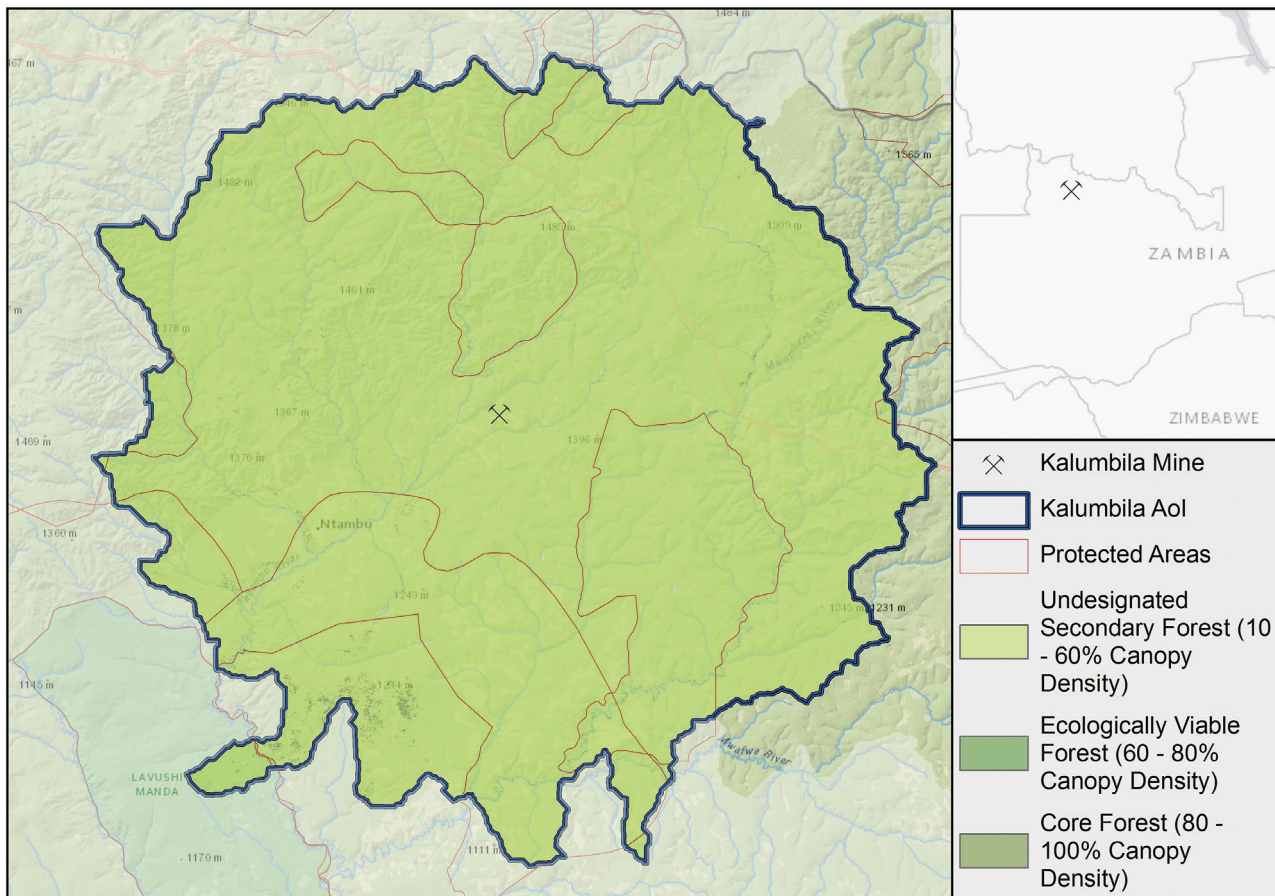 1484 m
467 m
1546 m
1565 m
1482 m
1509 m
1485 m
1461 m
1378 m
Mwombezhi River
1367 m
1396 m
1469 m
1370 m
Ntambu
1360 m
1249 m
1245 m
1231 m
1145 m
1234 m
Mwafwe River
LAVUSHI
MANDA
1170 m
1111 m
ZAMBIA
ZIMBABWE
Kalumbila Mine
Kalumbila AoI
Protected Areas
Undesignated
Secondary Forest (10
- 60% Canopy
Density)
Ecologically Viable
Forest (60 - 80%
Canopy Density)
Core Forest (80 -
100% Canopy
Density)